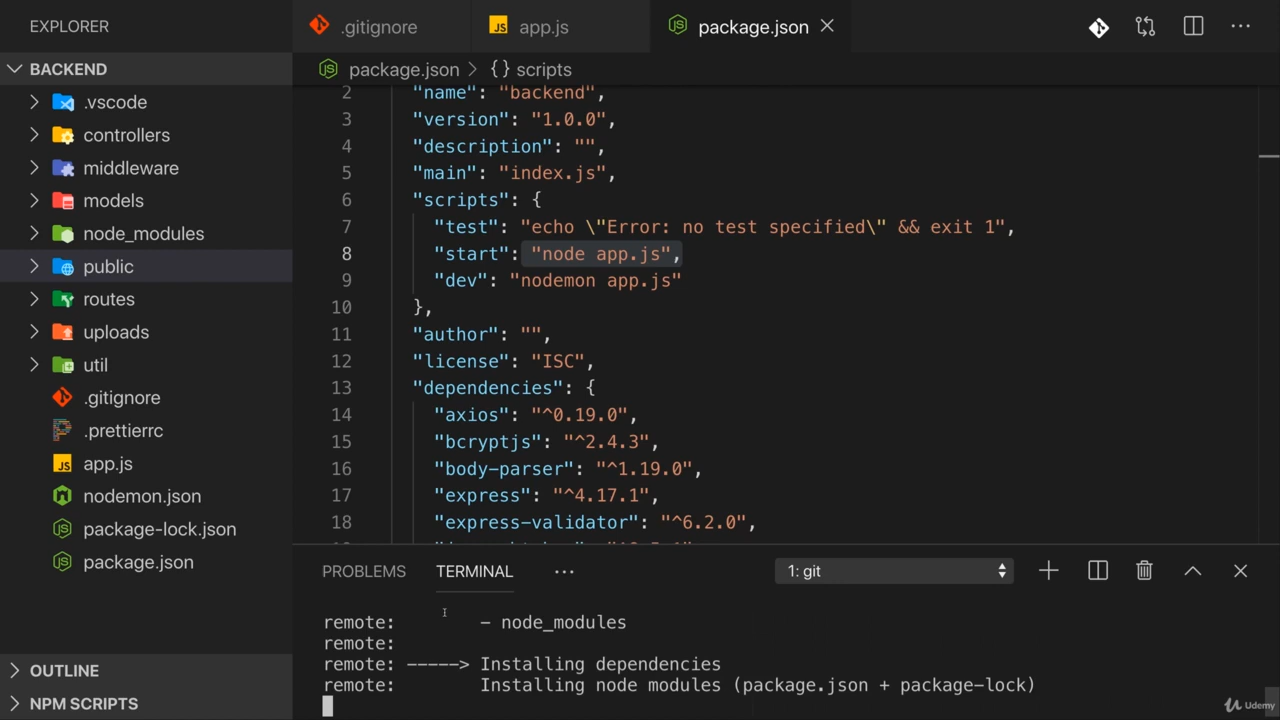 EXPLORER
BACKEND
.vscode
controllers
middleware
models
node_modules
public
routes
uploads
util
.gitignore
.prettierrc
JS app.js
nodemon.json
package-lock.json
package.json
OUTLINE
NPM SCRIPTS
.gitignore
JS app.js
package.json
package.json > {} scripts
2 "name": "backend",
3 "version": "1.0.0",
4 "description": "",
5 "main": "index.js",
6 "scripts": {
7 "test": "echo \"Error: no test specified\" && exit 1",
8 "start": "node app.js",
9 "dev": "nodemon app.js"
10 },
11 "author": "",
12 "license": "ISC",
13 "dependencies": {
14 "axios": "^0.19.0",
15 "bcryptjs": "^2.4.3",
16 "body-parser": "^1.19.0",
17 "express": "^4.17.1",
18 "express-validator": "^6.2.0",
PROBLEMS TERMINAL ... 1: git
remote: - node_modules
remote:
remote: -----> Installing dependencies
remote: Installing node modules (package.json + package-lock)
Udemy